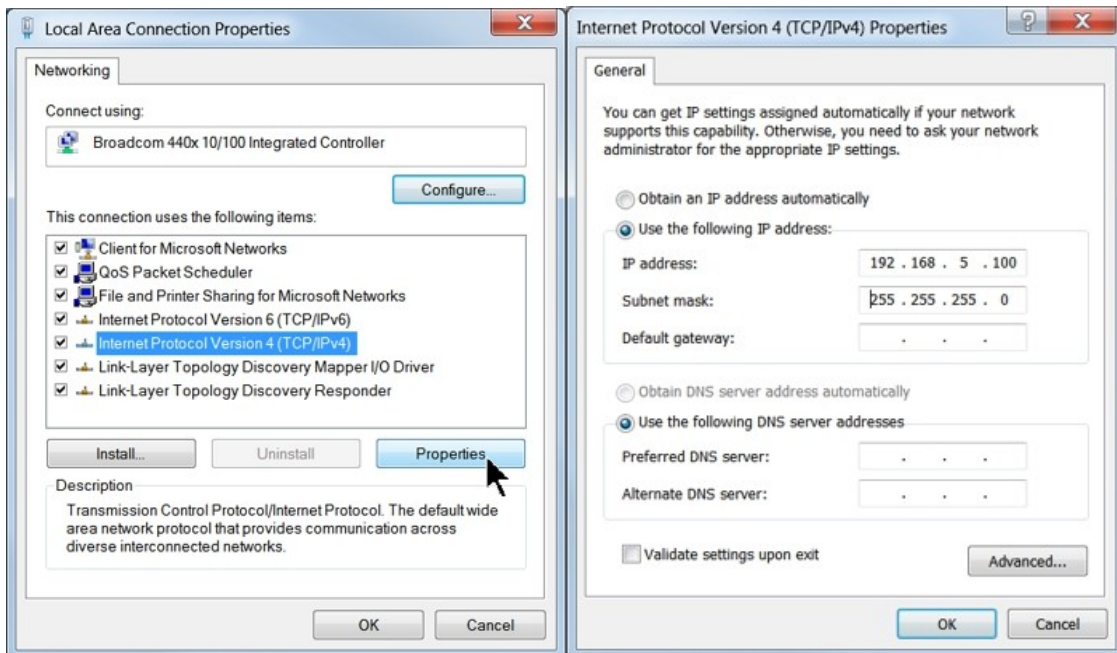 Local Area Connection Properties
Networking
Connect using:
Broadcom 440x 10/100 Integrated Controller
Configure...
This connection uses the following items:
Client for Microsoft Networks
QoS Packet Scheduler
File and Printer Sharing for Microsoft Networks
Internet Protocol Version 6 (TCP/IPv6)
Internet Protocol Version 4 (TCP/IPv4)
Link-Layer Topology Discovery Mapper I/O Driver
Link-Layer Topology Discovery Responder
Install...
Uninstall
Properties
Description
Transmission Control Protocol/Internet Protocol. The default wide
area network protocol that provides communication across
diverse interconnected networks.
OK
Cancel
Internet Protocol Version 4 (TCP/IPv4) Properties
General
You can get IP settings assigned automatically if your network
supports this capability. Otherwise, you need to ask your network
administrator for the appropriate IP settings.
Obtain an IP address automatically
Use the following IP address:
IP address: 192 . 168 . 5 . 100
Subnet mask: 255 . 255 . 255 . 0
Default gateway: . . .
Obtain DNS server address automatically
Use the following DNS server addresses
Preferred DNS server: . . .
Alternate DNS server: . . .
Validate settings upon exit
Advanced...
OK
Cancel